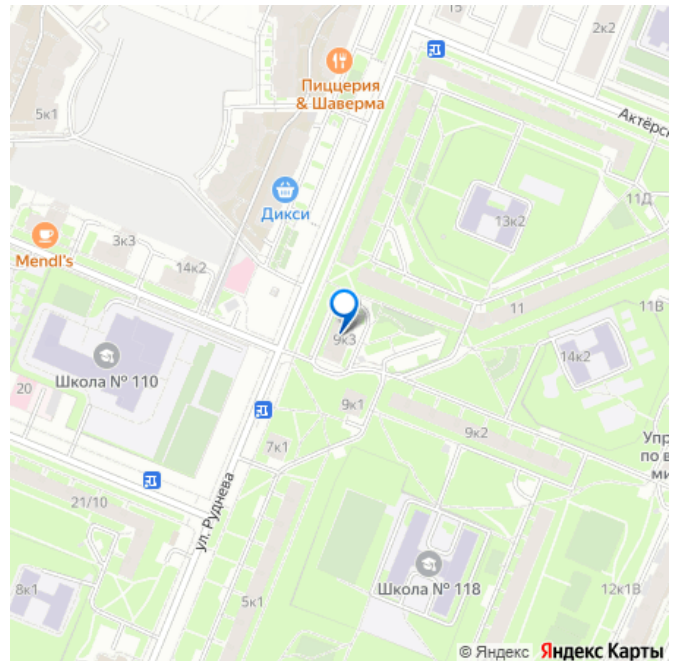 15
2к2
Пиццерия
& Шаверма
Актёрс
5к1
Дикси
11Д
13к2
Mendl's
3к3
14к2
11
11В
9к3
14к2
Школа № 110
20
9к1
9к2
Упр
по в
ми
7к1
21/10
ул. Руднева
8к1
Школа № 118
12к1В
5к1
© Яндекс Яндекс Карты